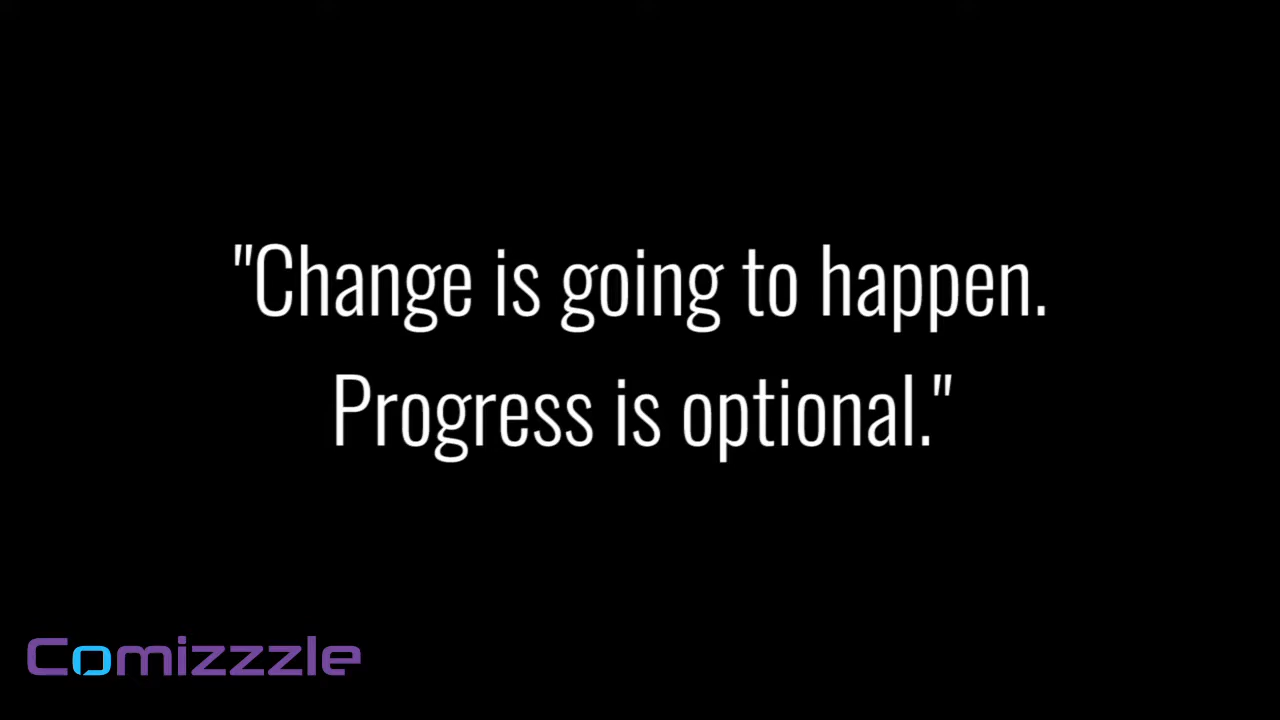 "Change is going to happen.
Progress is optional."
Comizzzle